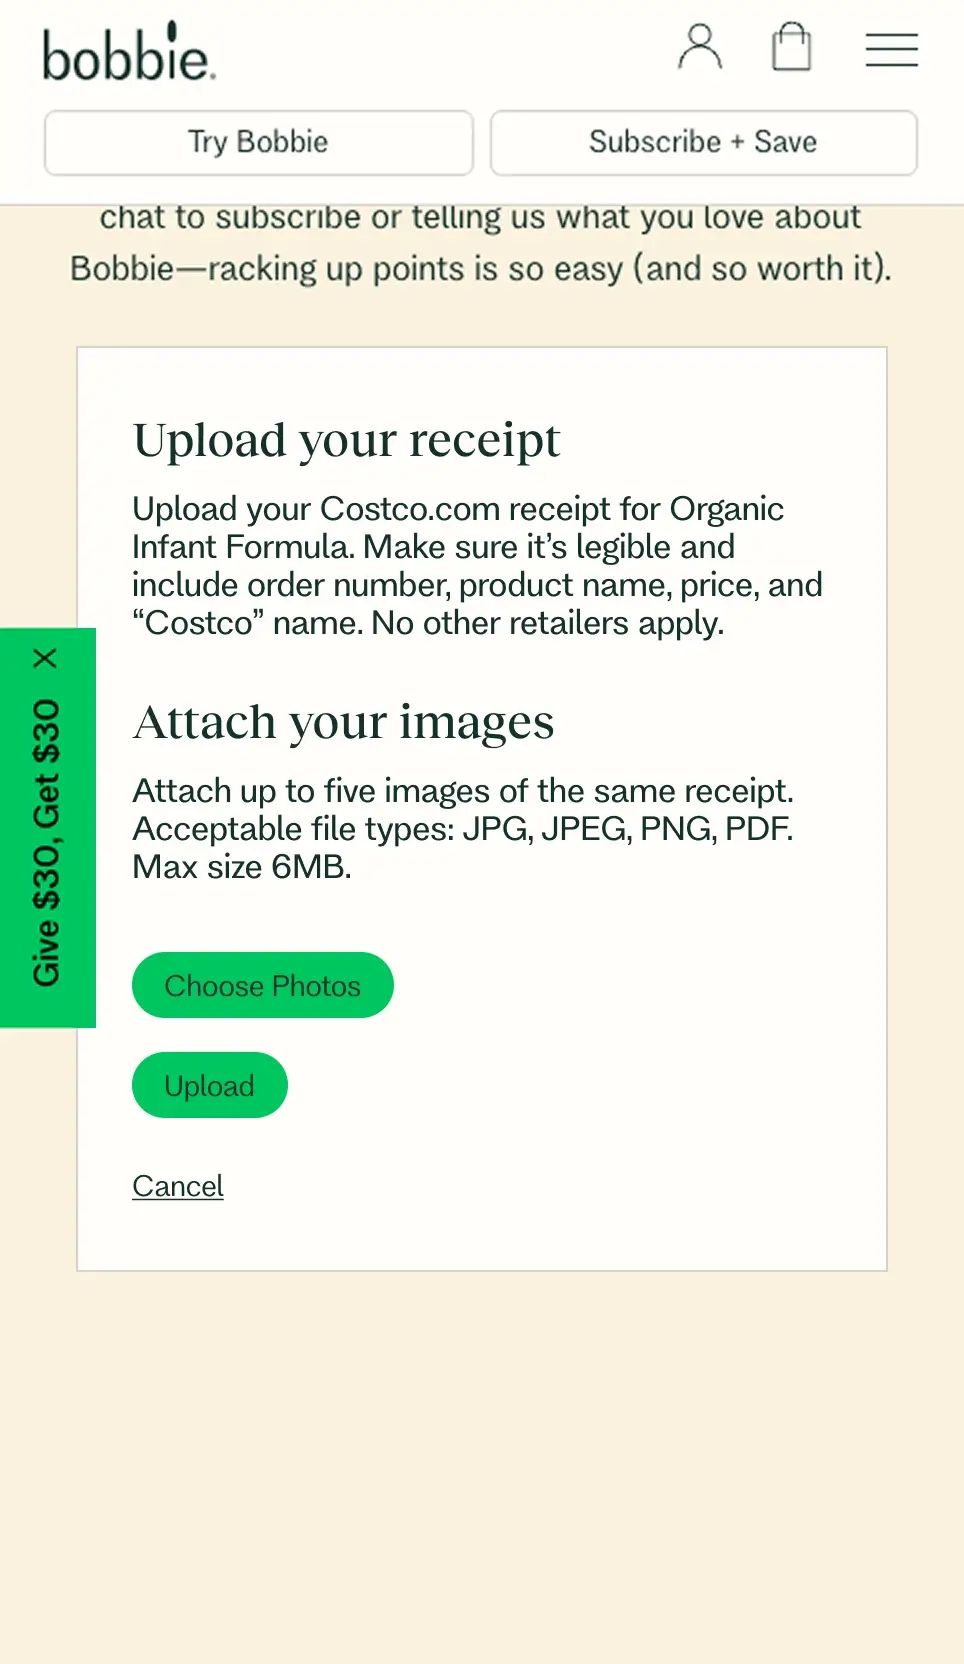 bobbie.
Try Bobbie
Subscribe + Save
chat to subscribe or telling us what you love about
Bobbie—racking up points is so easy (and so worth it).
Upload your receipt
Upload your Costco.com receipt for Organic
Infant Formula. Make sure it’s legible and
include order number, product name, price, and
“Costco” name. No other retailers apply.
X
Give $30, Get $30
Attach your images
Attach up to five images of the same receipt.
Acceptable file types: JPG, JPEG, PNG, PDF.
Max size 6MB.
Choose Photos
Upload
Cancel